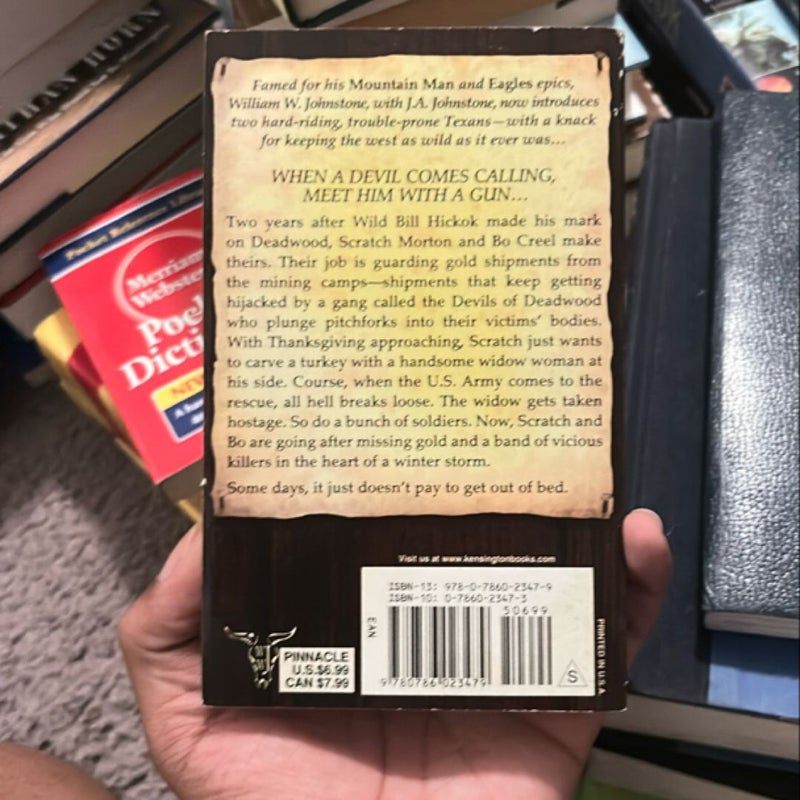 THAN HORN
Famed for his Mountain Man and Eagles epics,
William W. Johnstone, with J.A. Johnstone, now introduces
two hard-riding, trouble-prone Texans—with a knack
for keeping the west as wild as it ever was...
WHEN A DEVIL COMES CALLING,
MEET HIM WITH A GUN...
Two years after Wild Bill Hickok made his mark
on Deadwood, Scratch Morton and Bo Creel make
theirs. Their job is guarding gold shipments from
the mining camps—shipments that keep getting
hijacked by a gang called the Devils of Deadwood
who plunge pitchforks into their victims' bodies.
With Thanksgiving approaching, Scratch just wants
to carve a turkey with a handsome widow woman at
his side. Course, when the U.S. Army comes to the
rescue, all hell breaks loose. The widow gets taken
hostage. So do a bunch of soldiers. Now, Scratch and
Bo are going after missing gold and a band of vicious
killers in the heart of a winter storm.
Some days, it just doesn't pay to get out of bed.
Visit us at www.kensingtonbooks.com
ISBN-13: 978-0-7860-2347-9
ISBN-10: 0-7860-2347-3
50699
EAN
9 780786 023479
S
PRINTED IN U.S.A.
PINNACLE
U.S.$6.99
CAN $7.99
Pocket Reference
Merriam
Webster
Pock
Dicti
NEW